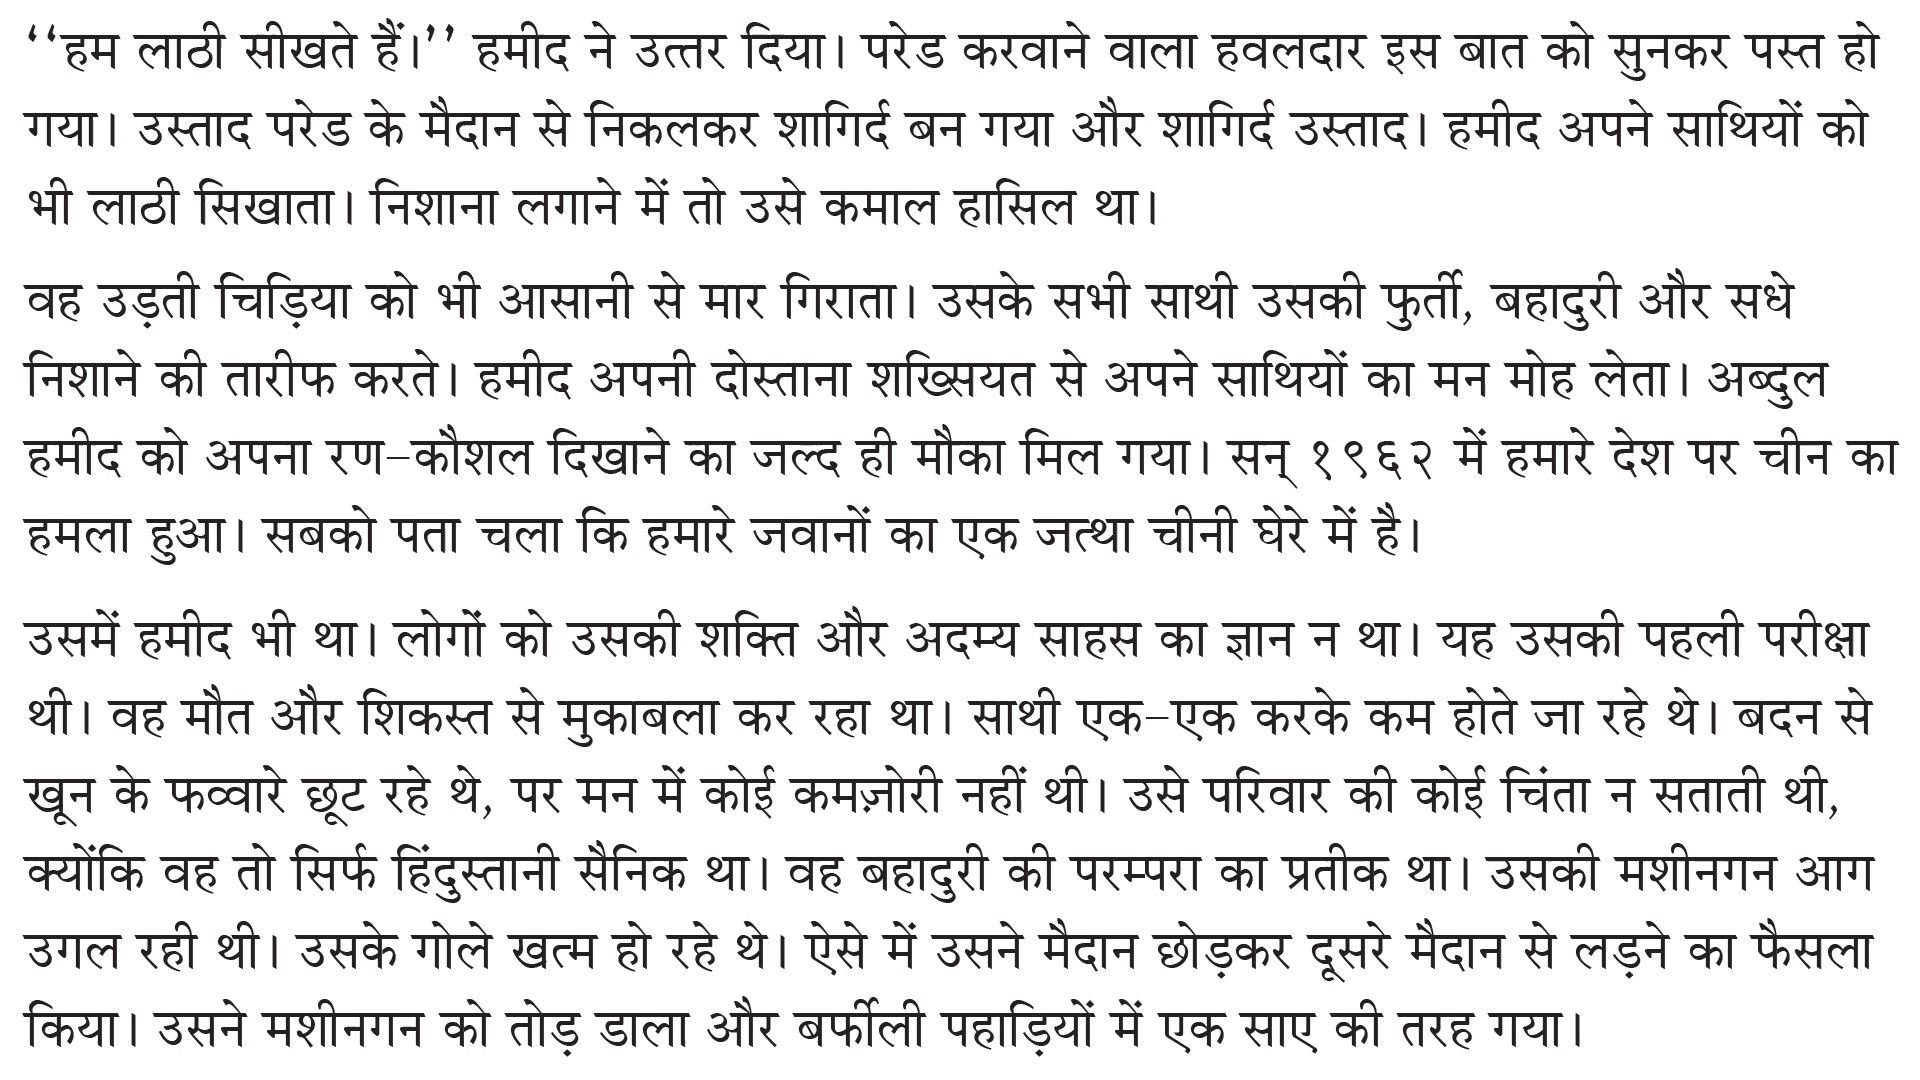 ‘‘हम लाठी सीखते हैं।’’ हमीद ने उत्तर दिया। परेड करवाने वाला हवलदार इस बात को सुनकर पस्त हो
गया। उस्ताद परेड के मैदान से निकलकर शागिर्द बन गया और शागिर्द उस्ताद। हमीद अपने साथियों को
भी लाठी सिखाता। निशाना लगाने में तो उसे कमाल हासिल था।
वह उड़ती चिड़िया को भी आसानी से मार गिराता। उसके सभी साथी उसकी फुर्ती, बहादुरी और सधे
निशाने की तारीफ करते। हमीद अपनी दोस्ताना शख्सियत से अपने साथियों का मन मोह लेता। अब्दुल
हमीद को अपना रण–कौशल दिखाने का जल्द ही मौका मिल गया। सन् १९६२ में हमारे देश पर चीन का
हमला हुआ। सबको पता चला कि हमारे जवानों का एक जत्था चीनी घेरे में है।
उसमें हमीद भी था। लोगों को उसकी शक्ति और अदम्य साहस का ज्ञान न था। यह उसकी पहली परीक्षा
थी। वह मौत और शिकस्त से मुकाबला कर रहा था। साथी एक–एक करके कम होते जा रहे थे। बदन से
खून के फव्वारे छूट रहे थे, पर मन में कोई कमज़ोरी नहीं थी। उसे परिवार की कोई चिंता न सताती थी,
क्योंकि वह तो सिर्फ हिंदुस्तानी सैनिक था। वह बहादुरी की परम्परा का प्रतीक था। उसकी मशीनगन आग
उगल रही थी। उसके गोले खत्म हो रहे थे। ऐसे में उसने मैदान छोड़कर दूसरे मैदान से लड़ने का फैसला
किया। उसने मशीनगन को तोड़ डाला और बर्फीली पहाड़ियों में एक साए की तरह गया।